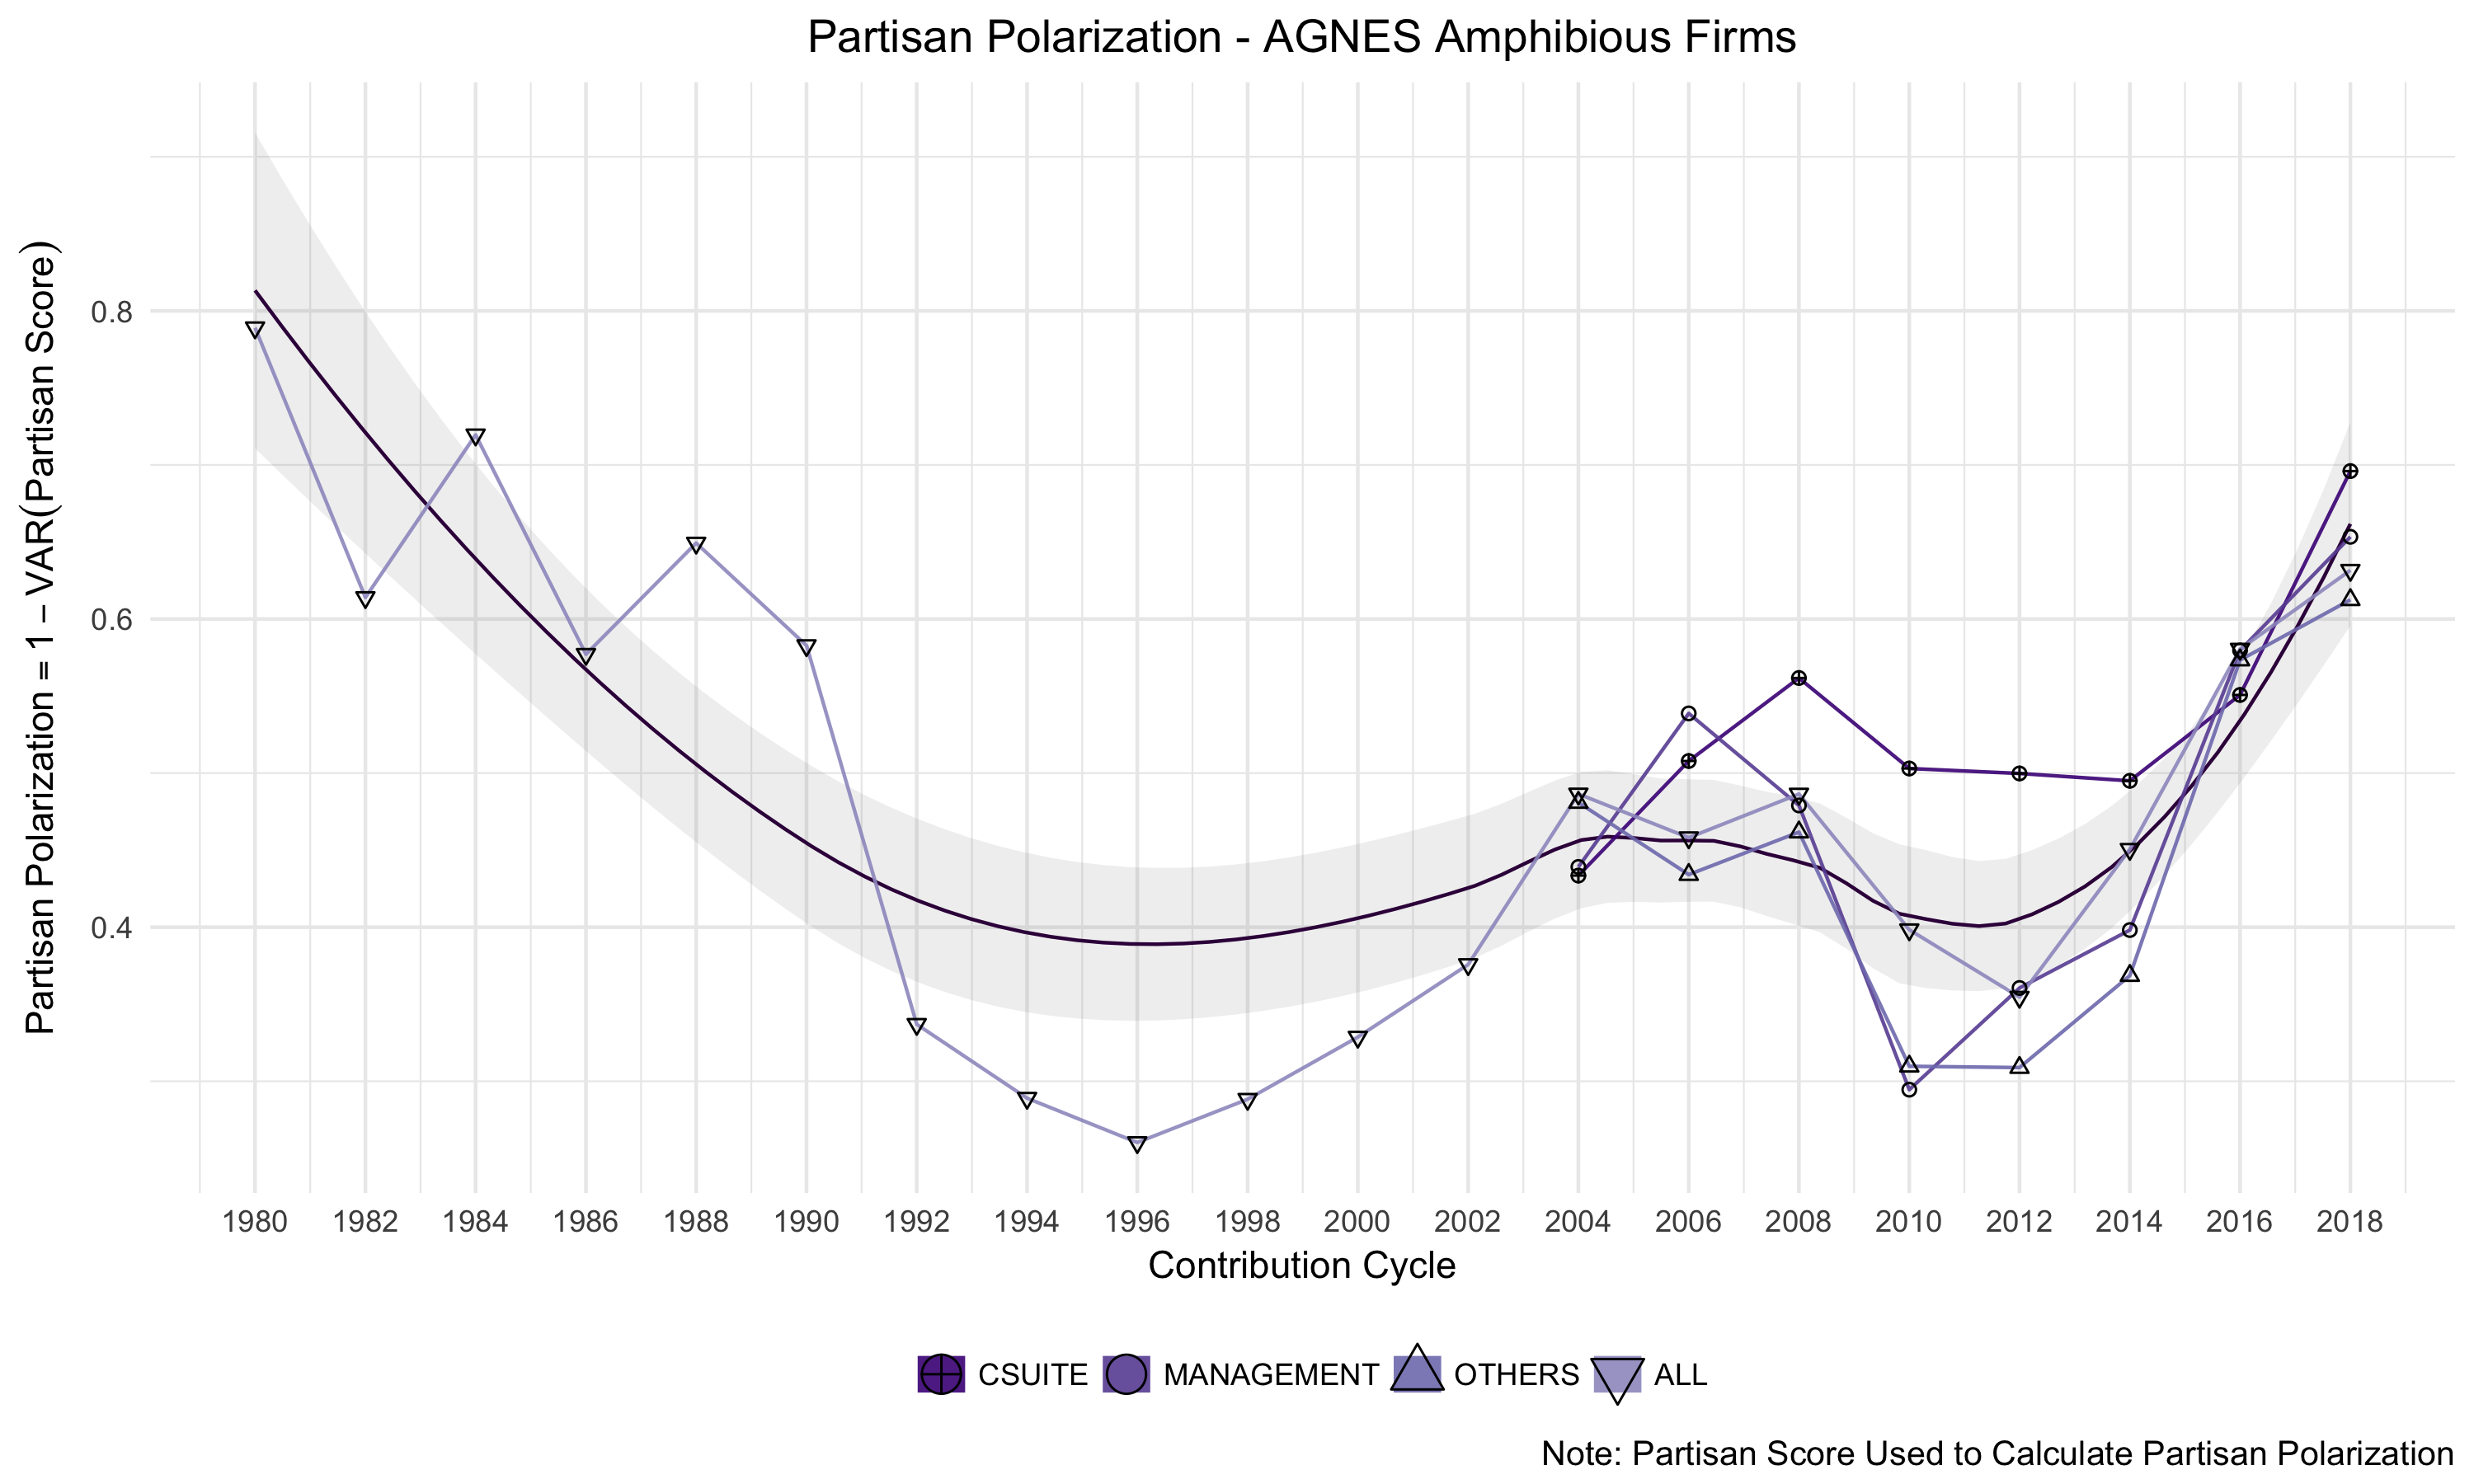 Partisan Polarization - AGNES Amphibious Firms
Partisan Polarization = 1 − VAR(Partisan Score)
0.8
0.6
0.4
1980 1982 1984 1986 1988 1990 1992 1994 1996 1998 2000 2002 2004 2006 2008 2010 2012 2014 2016 2018
Contribution Cycle
CSUITE MANAGEMENT OTHERS ALL
Note: Partisan Score Used to Calculate Partisan Polarization